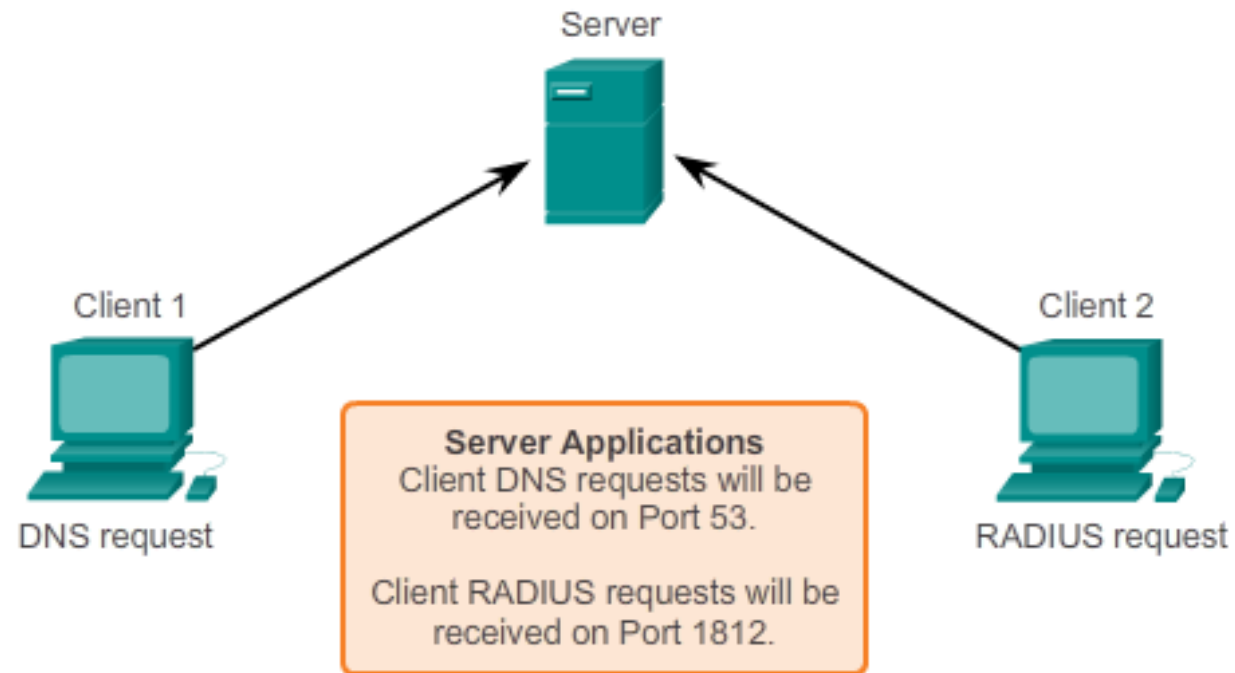 Server
Client 1
Client 2
DNS request
RADIUS request
Server Applications
Client DNS requests will be
received on Port 53.
Client RADIUS requests will be
received on Port 1812.